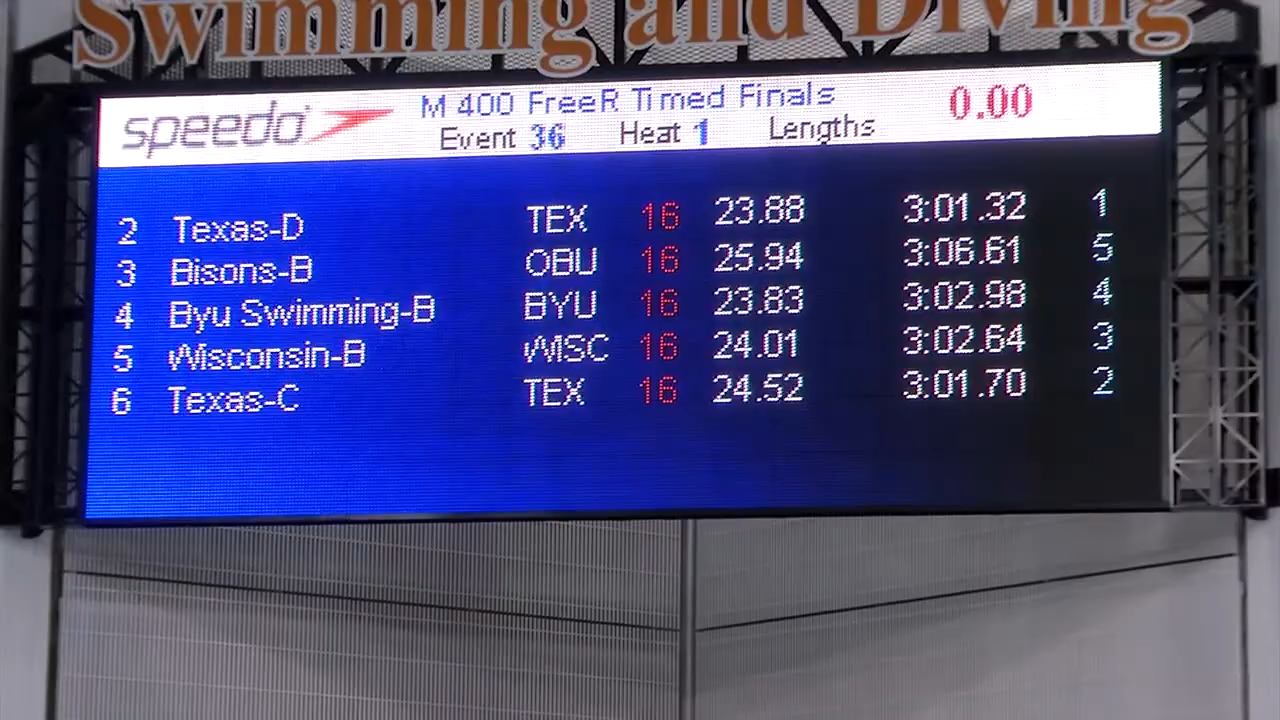 Swimming and Diving
speedo M 400 FreeR Timed Finals 0.00
Event 36 Heat 1 Lengths
2 Texas-D TEX 16 23.88 3:01.32 1
3 Bisons-B OBU 16 25.94 3:06.61 5
4 Byu Swimming-B BYU 16 23.83 3:02.98 4
5 Wisconsin-B WISC 16 24.01 3:02.64 3
6 Texas-C TEX 16 24.52 3:01.70 2